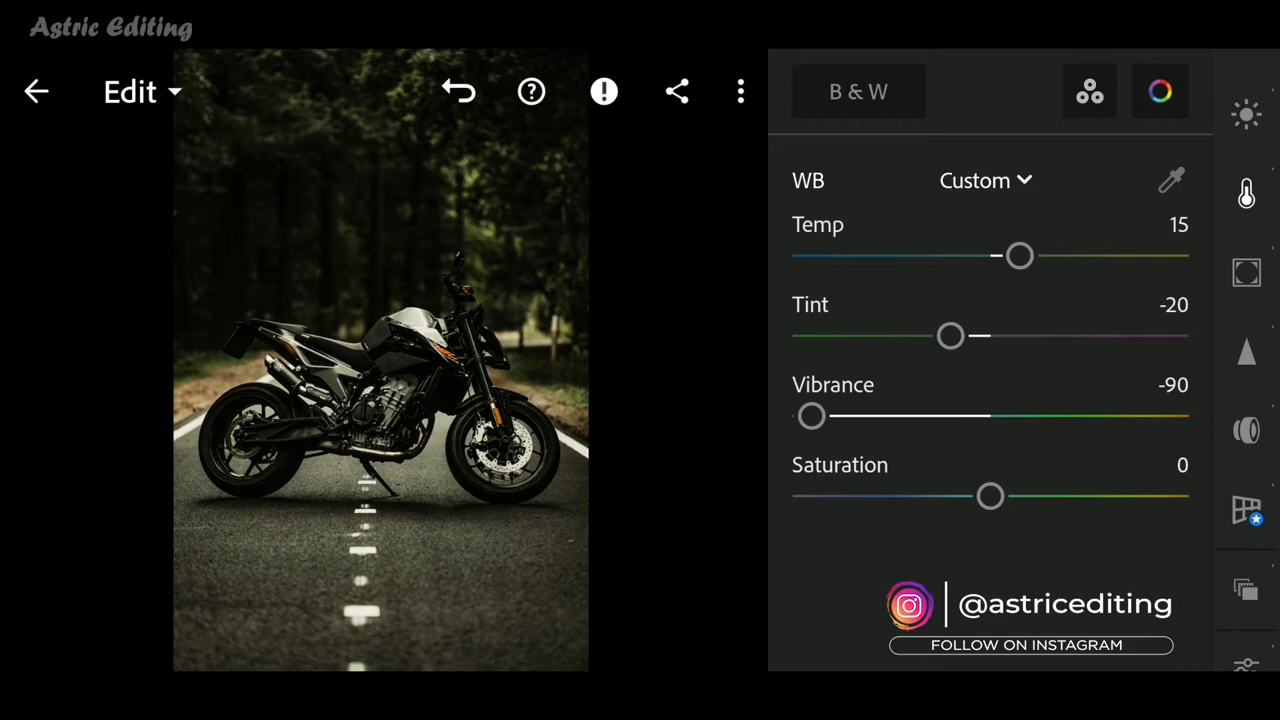 Astric Editing
Edit
B & W
WB Custom
Temp 15
Tint -20
Vibrance -90
Saturation 0
@astricediting
FOLLOW ON INSTAGRAM